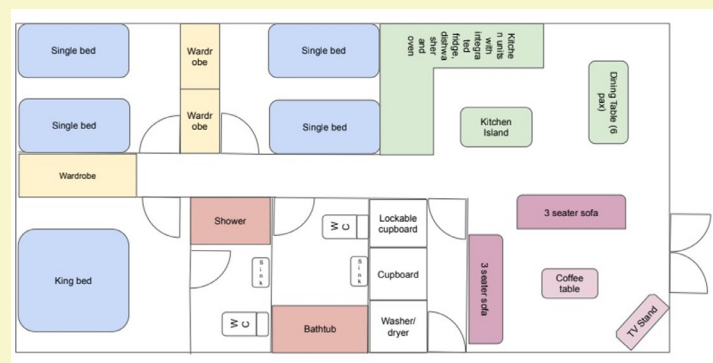 Single bed
Wardr
obe
Single bed
Kitche
n units
with
integra
ted
fridge,
dishwa
sher
and
oven
Dining Table (6
pax)
Single bed
Wardr
obe
Single bed
Kitchen
Island
Wardrobe
Shower
W
C
Lockable
cupboard
3 seater sofa
King bed
Sink
Sink
Cupboard
3 seater sofa
Coffee
table
W
C
Bathtub
Washer/
dryer
TV Stand